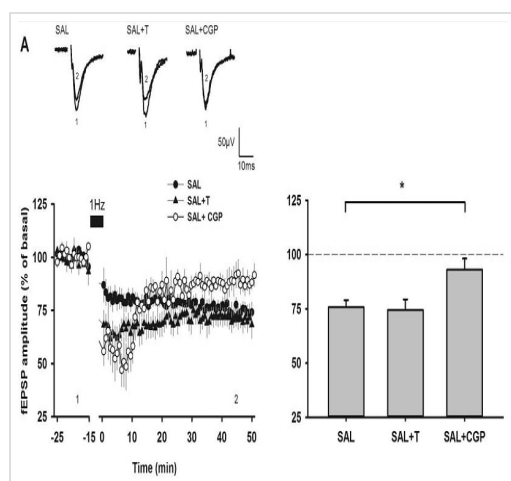 A
SAL SAL+T SAL+CGP
2 2 2
1 1 1
50µV
10ms
SAL
SAL+T
SAL+ CGP
1Hz
fEPSP amplitude (% of basal)
125
100
75
50
25
1 2
-25 -15 0 10 20 30 40 50
Time (min)
*
125
100
75
50
25
SAL SAL+T SAL+CGP